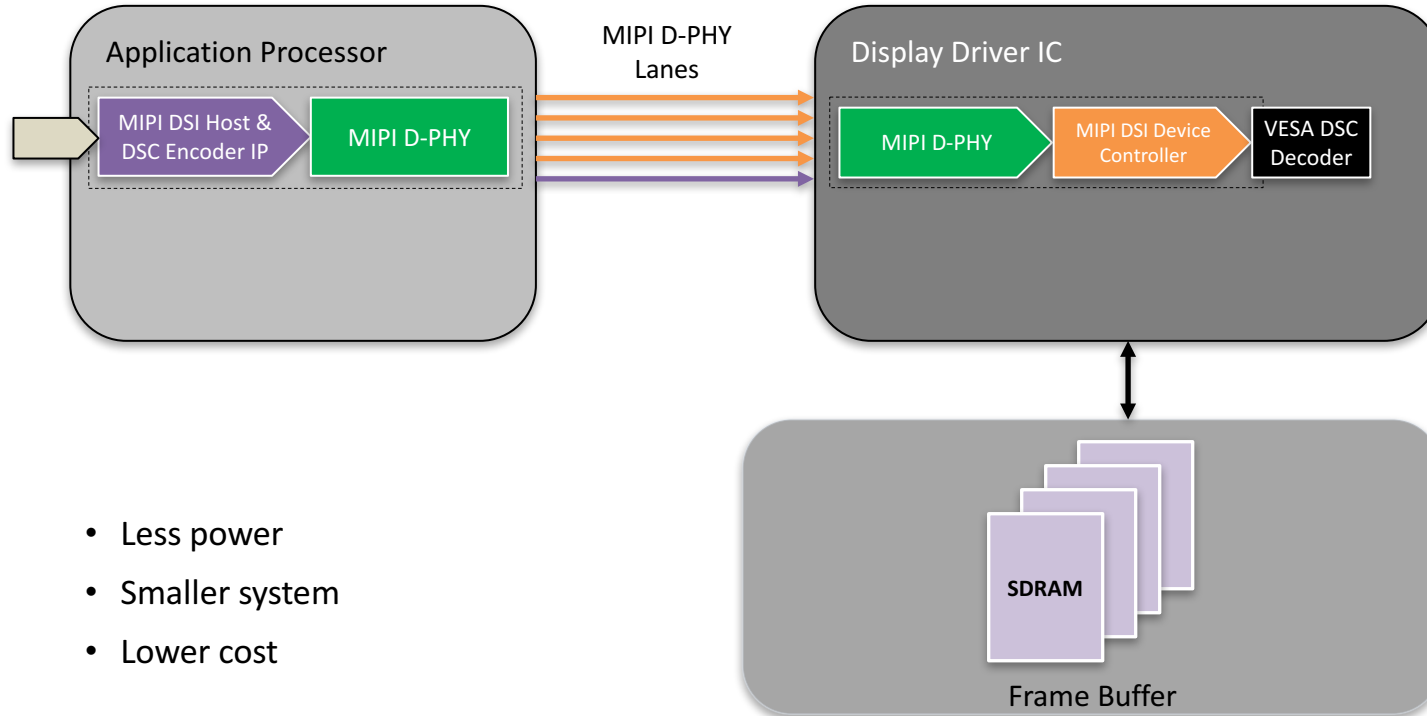 Application Processor
MIPI DSI Host &
DSC Encoder IP
MIPI D-PHY
MIPI D-PHY
Lanes
Display Driver IC
MIPI D-PHY
MIPI DSI Device
Controller
VESA DSC
Decoder
• Less power
• Smaller system
• Lower cost
SDRAM
Frame Buffer